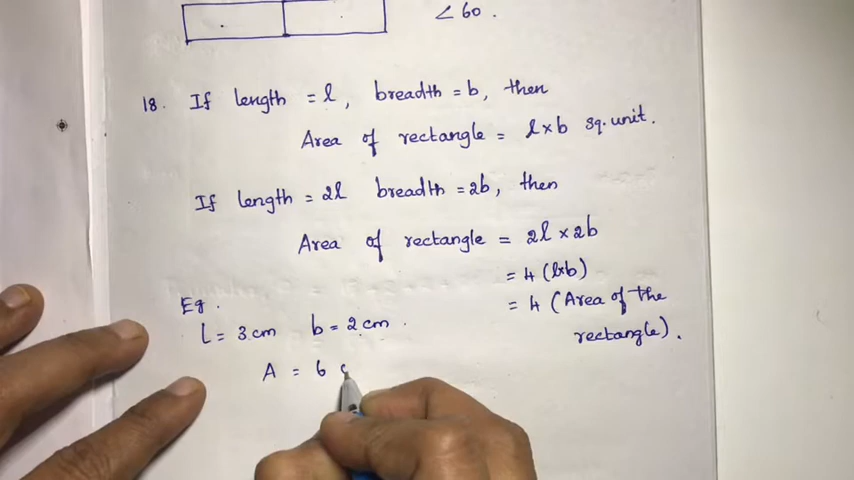 ∠ 60.
18. If length = l, breadth = b, then
Area of rectangle = l×b sq.unit.
If length = 2l breadth = 2b, then
Area of rectangle = 2l × 2b
= 4 (l×b)
= 4 (Area of the
rectangle).
Eg.
l = 3 cm b = 2 cm.
A = 6 c